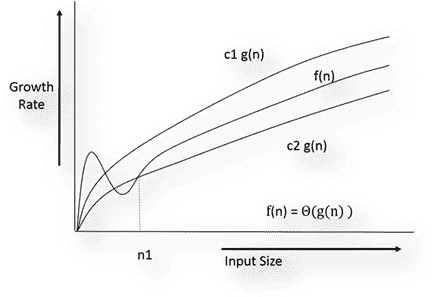 c1 g(n)
Growth
Rate
f(n)
c2 g(n)
f(n) = Θ(g(n) )
n1
Input Size